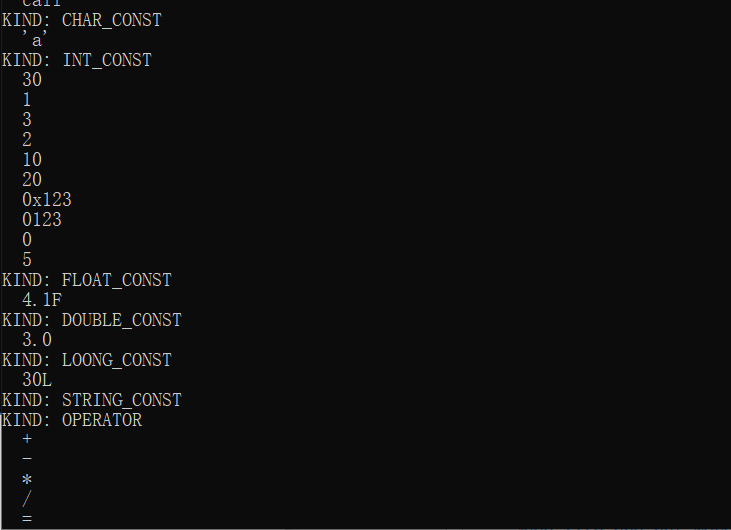 call
KIND: CHAR_CONST
'a'
KIND: INT_CONST
30
1
3
2
10
20
0x123
0123
0
5
KIND: FLOAT_CONST
4.1F
KIND: DOUBLE_CONST
3.0
KIND: LOONG_CONST
30L
KIND: STRING_CONST
KIND: OPERATOR
+
-
*
/
=